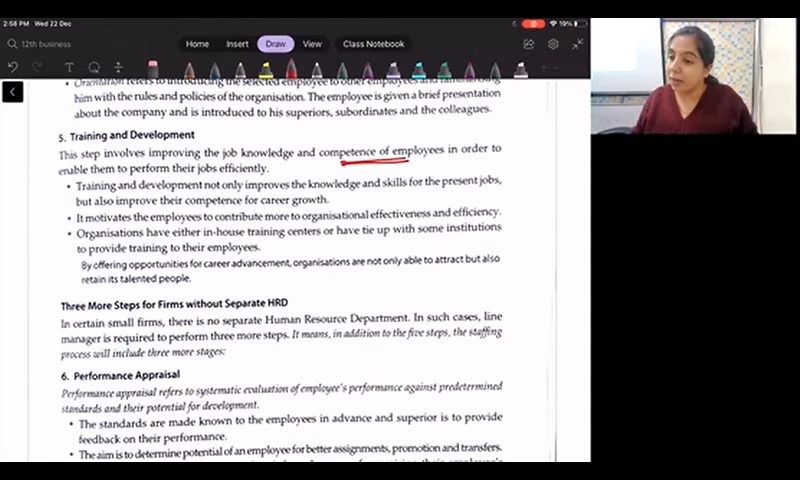 2:58 PM Wed 22 Dec
19%
12th business
Home Insert Draw View Class Notebook
Orientation refers to introducing the selected employee to other employees and familiarising
him with the rules and policies of the organisation. The employee is given a brief presentation
about the company and is introduced to his superiors, subordinates and the colleagues.
5. Training and Development
This step involves improving the job knowledge and competence of employees in order to
enable them to perform their jobs efficiently.
• Training and development not only improves the knowledge and skills for the present jobs,
but also improve their competence for career growth.
• It motivates the employees to contribute more to organisational effectiveness and efficiency.
• Organisations have either in-house training centers or have tie up with some institutions
to provide training to their employees.
By offering opportunities for career advancement, organisations are not only able to attract but also
retain its talented people.
Three More Steps for Firms without Separate HRD
In certain small firms, there is no separate Human Resource Department. In such cases, line
manager is required to perform three more steps. It means, in addition to the five steps, the staffing
process will include three more stages:
6. Performance Appraisal
Performance appraisal refers to systematic evaluation of employee's performance against predetermined
standards and their potential for development.
• The standards are made known to the employees in advance and superior is to provide
feedback on their performance.
• The aim is to determine potential of an employee for better assignments, promotion and transfers.